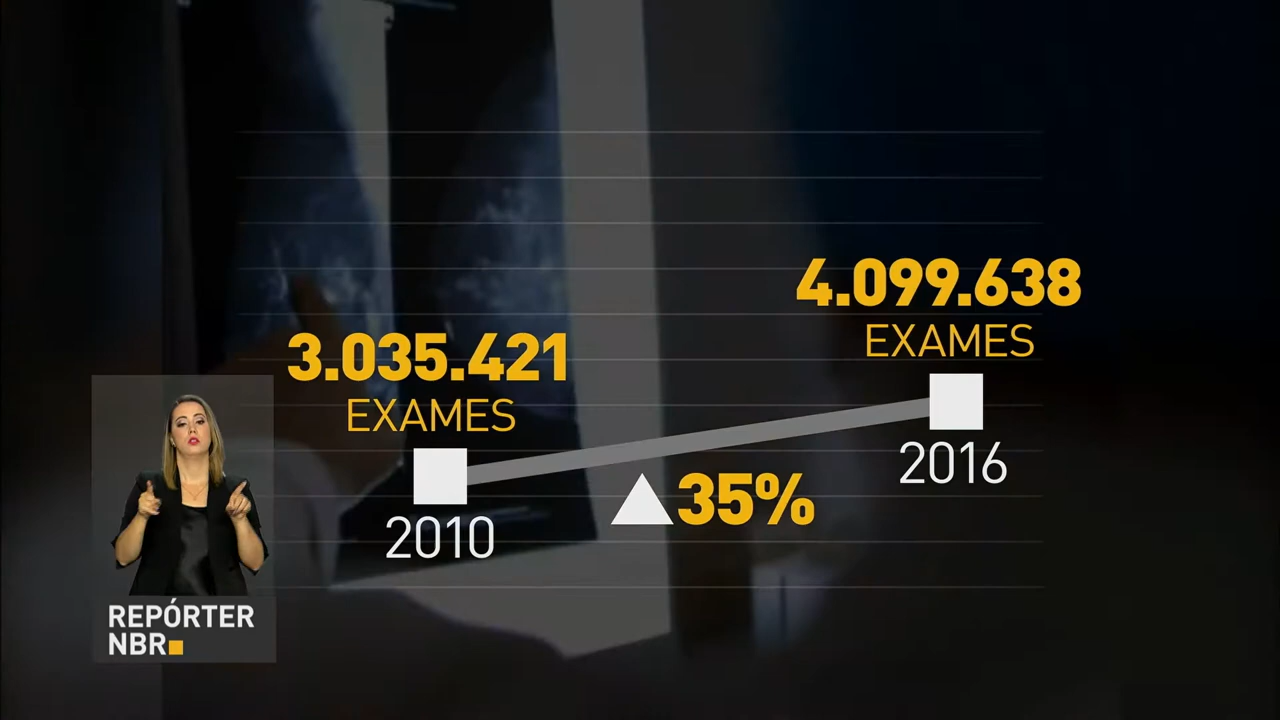 3.035.421
EXAMES
2010
4.099.638
EXAMES
2016
35%
REPÓRTER
NBR